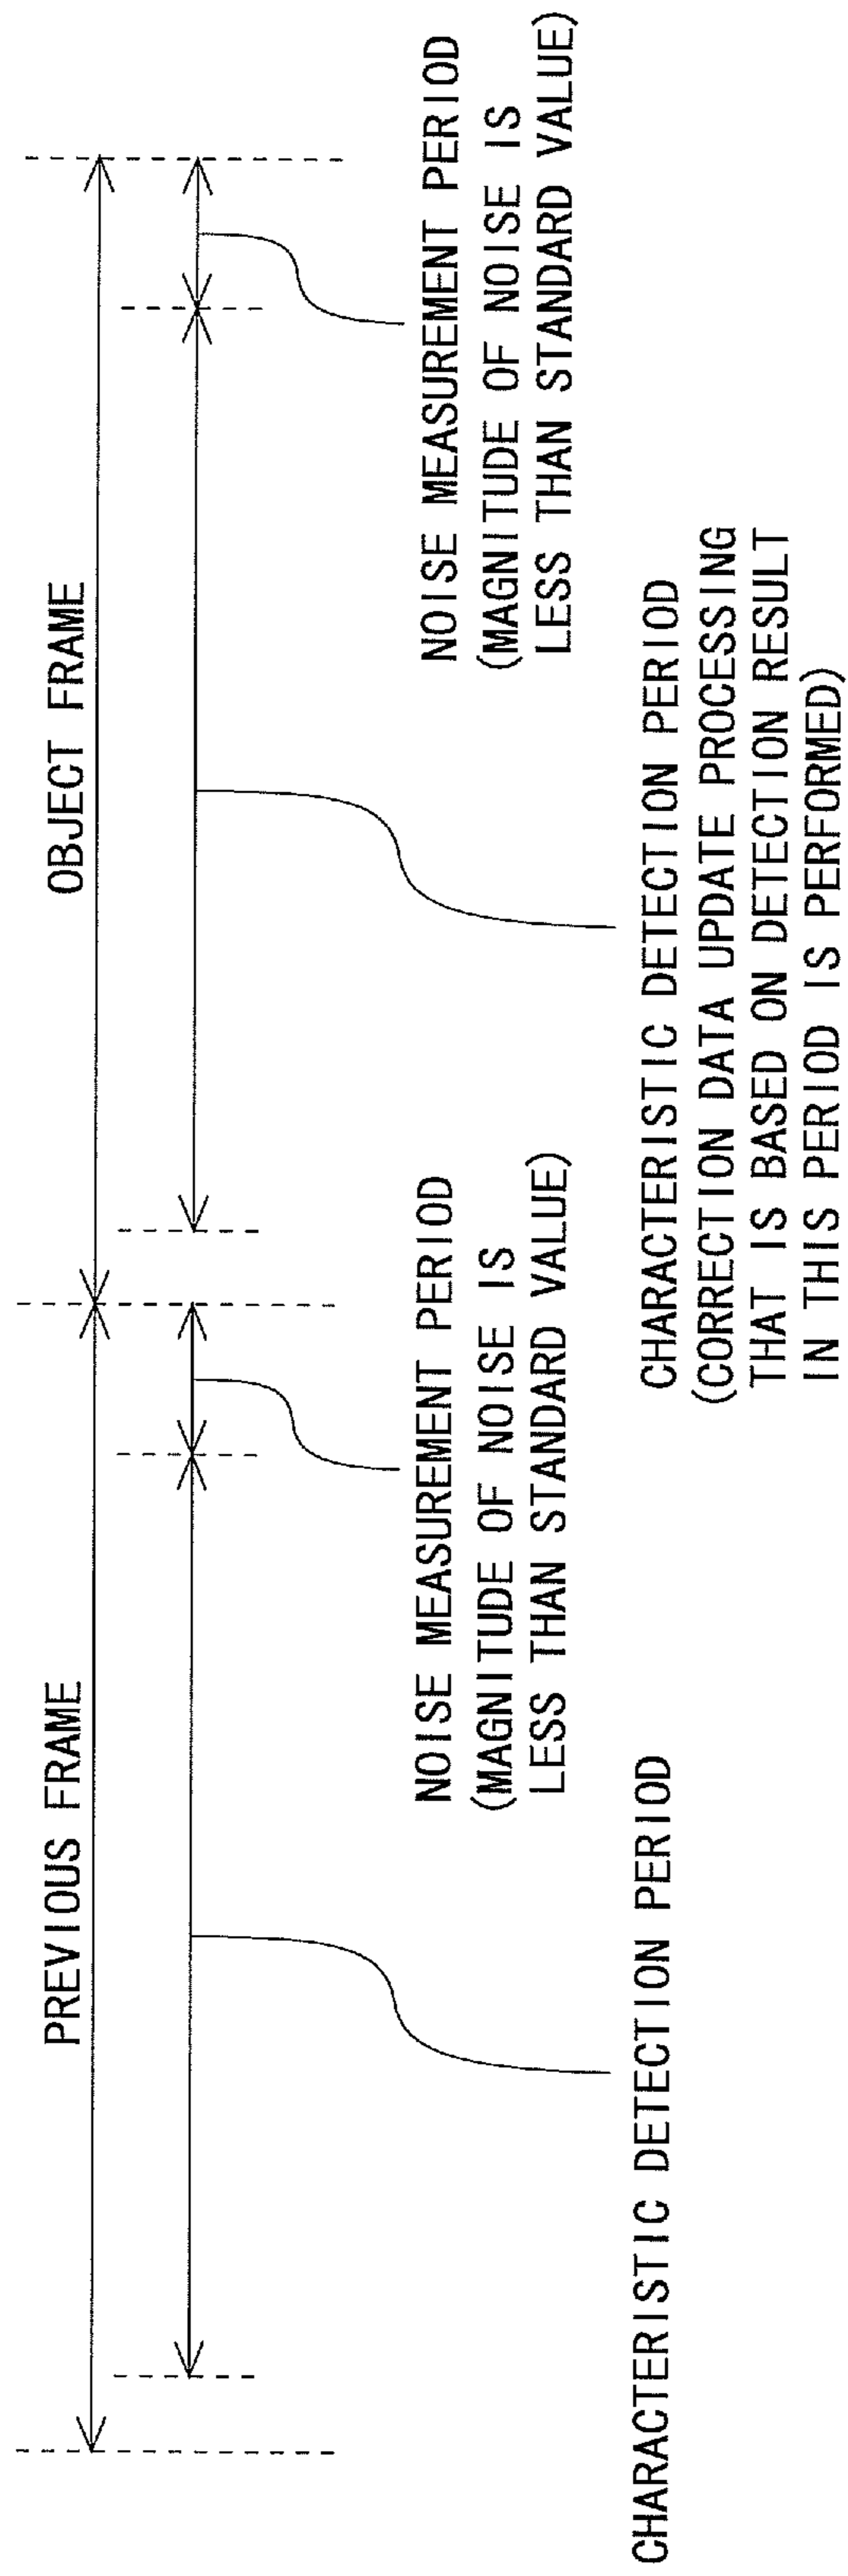 PREVIOUS FRAME
OBJECT FRAME
NOISE MEASUREMENT PERIOD
(MAGNITUDE OF NOISE IS
LESS THAN STANDARD VALUE)
NOISE MEASUREMENT PERIOD
(MAGNITUDE OF NOISE IS
LESS THAN STANDARD VALUE)
CHARACTERISTIC DETECTION PERIOD
CHARACTERISTIC DETECTION PERIOD
(CORRECTION DATA UPDATE PROCESSING
THAT IS BASED ON DETECTION RESULT
IN THIS PERIOD IS PERFORMED)